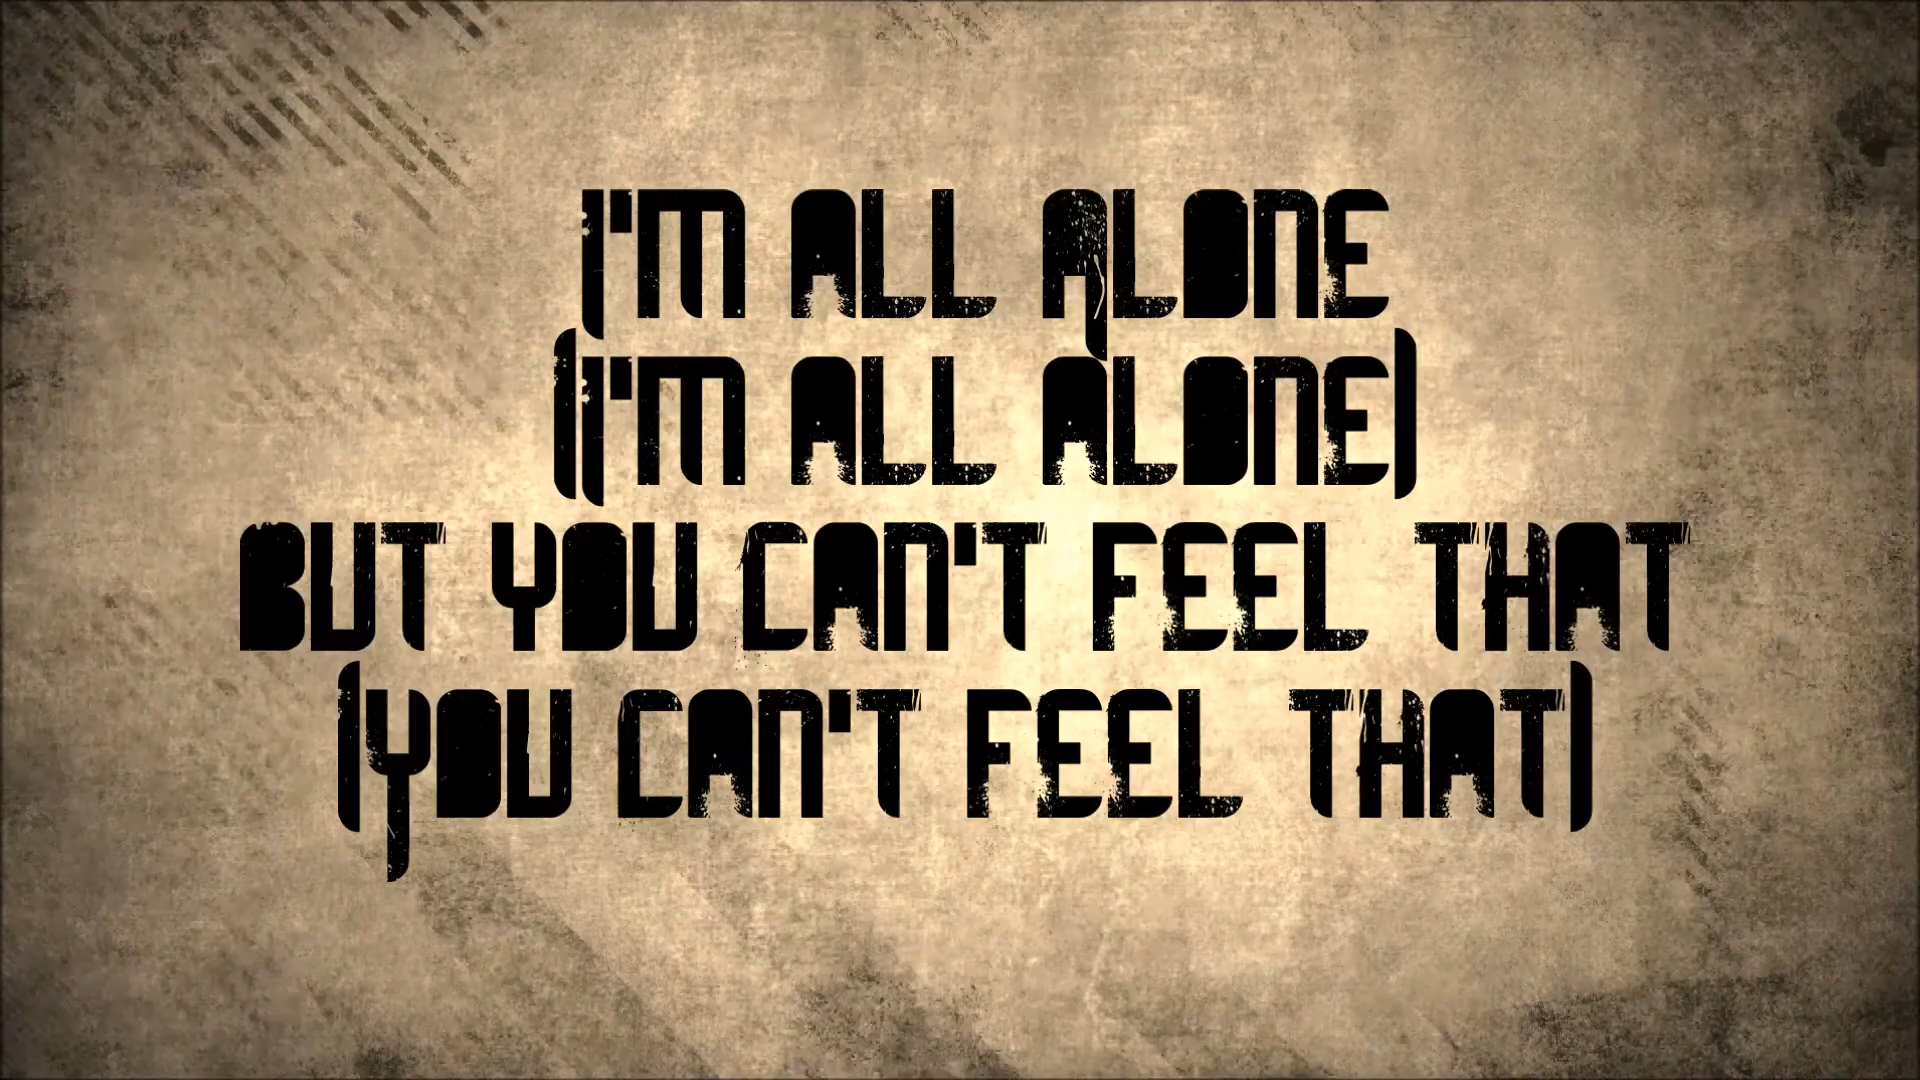 I'M ALL ALONE
(I'M ALL ALONE)
BUT YOU CAN'T FEEL THAT
(YOU CAN'T FEEL THAT)